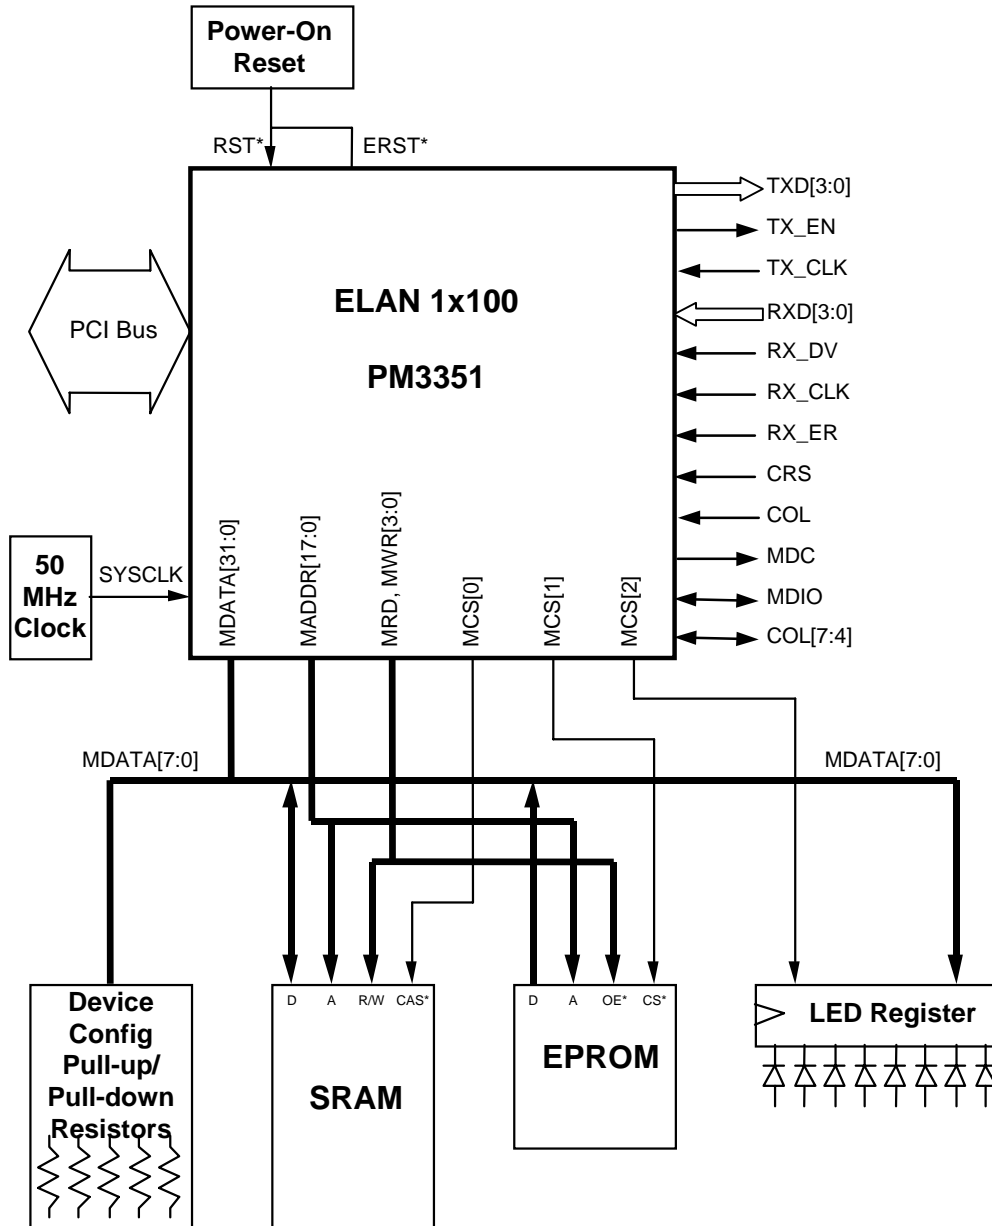 Power-On
Reset
RST*
ERST*
TXD[3:0]
TX_EN
TX_CLK
RXD[3:0]
RX_DV
RX_CLK
RX_ER
CRS
COL
MDC
MDIO
COL[7:4]
ELAN 1x100
PM3351
PCI Bus
50
MHz
Clock
SYSCLK
MDATA[31:0]
MADDR[17:0]
MRD, MWR[3:0]
MCS[0]
MCS[1]
MCS[2]
MDATA[7:0]
MDATA[7:0]
Device
Config
Pull-up/
Pull-down
Resistors
D A R/W CAS*
SRAM
D A OE* CS*
EPROM
LED Register